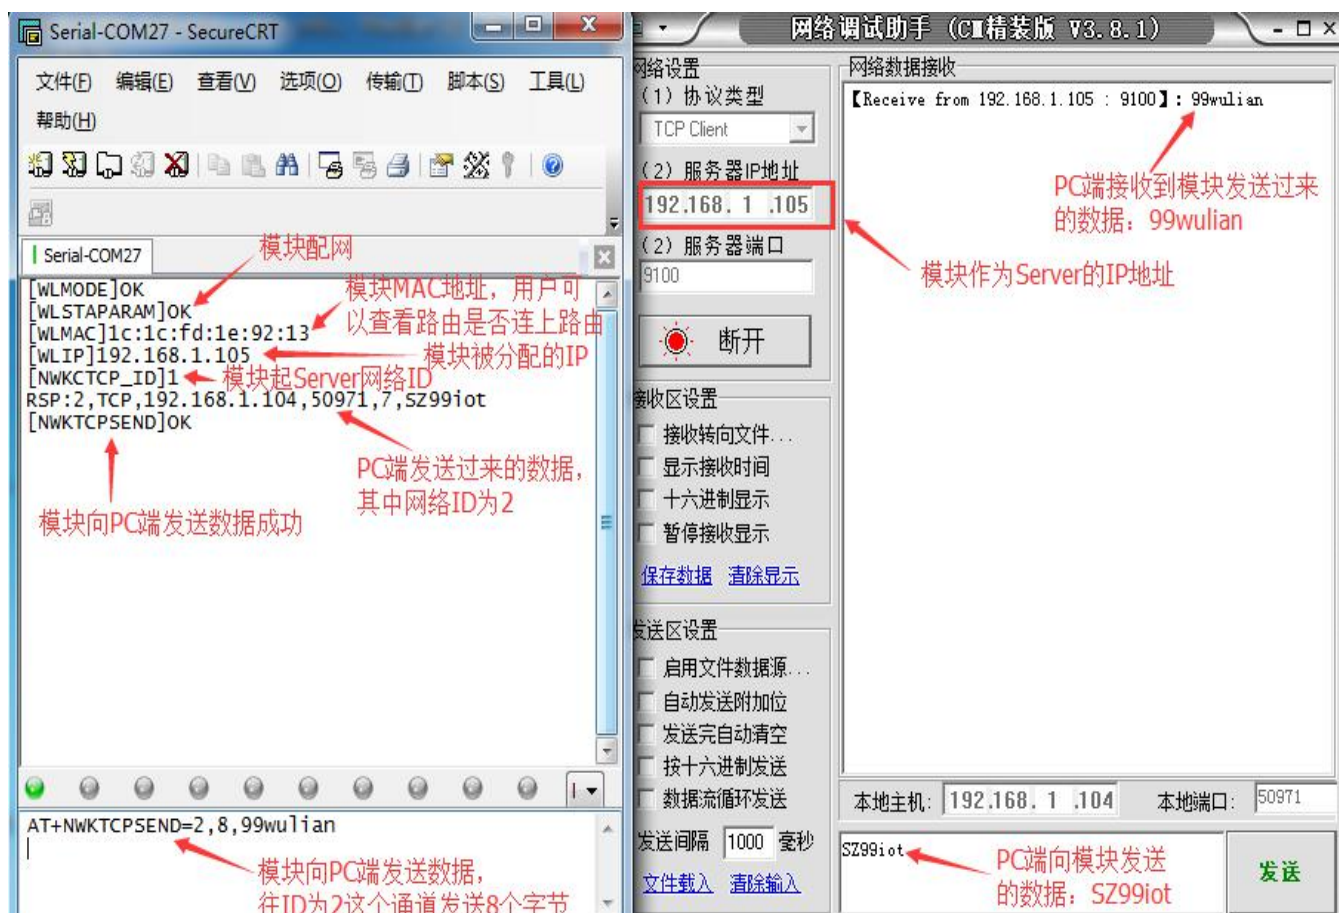 Serial-COM27 - SecureCRT
文件(F) 编辑(E) 查看(V) 选项(O) 传输(T) 脚本(S) 工具(L)
帮助(H)
Serial-COM27
模块配网
[WLMODE]OK
[WLSTAPARAM]OK
[WLMAC]1c:1c:fd:1e:92:13
[WLIP]192.168.1.105
[NWKCTCP_ID]1
RSP:2,TCP,192.168.1.104,50971,7,SZ99iot
[NWKTCPSEND]OK
模块MAC地址，用户可
以查看路由是否连上路由
模块被分配的IP
模块起Server网络ID
PC端发送过来的数据，
其中网络ID为2
模块向PC端发送数据成功
AT+NWKTCPSEND=2,8,99wulian
模块向PC端发送数据，
往ID为2这个通道发送8个字节
网络调试助手 (CM精装版 V3.8.1)
网络设置
(1) 协议类型
TCP Client
(2) 服务器IP地址
192.168. 1 .105
(2) 服务器端口
9100
断开
接收区设置
接收转向文件...
显示接收时间
十六进制显示
暂停接收显示
保存数据 清除显示
发送区设置
启用文件数据源...
自动发送附加位
发送完自动清空
按十六进制发送
数据流循环发送
发送间隔 1000 毫秒
文件载入 清除输入
网络数据接收
【Receive from 192.168.1.105 : 9100】: 99wulian
PC端接收到模块发送过来
的数据：99wulian
模块作为Server的IP地址
本地主机: 192.168. 1 .104 本地端口: 50971
SZ99iot
PC端向模块发送
的数据：SZ99iot
发送